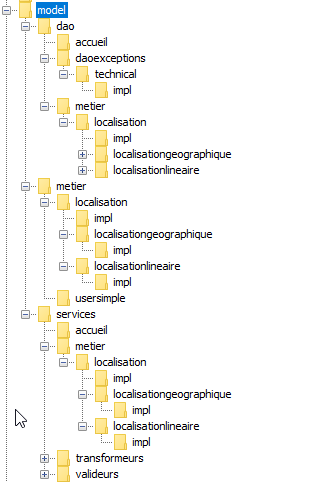 model
dao
accueil
daoexceptions
technical
impl
metier
localisation
impl
localisationgeographique
localisationlineaire
metier
localisation
impl
localisationgeographique
impl
localisationlineaire
impl
usersimple
services
accueil
metier
localisation
impl
localisationgeographique
impl
localisationlineaire
impl
transformeurs
valideurs